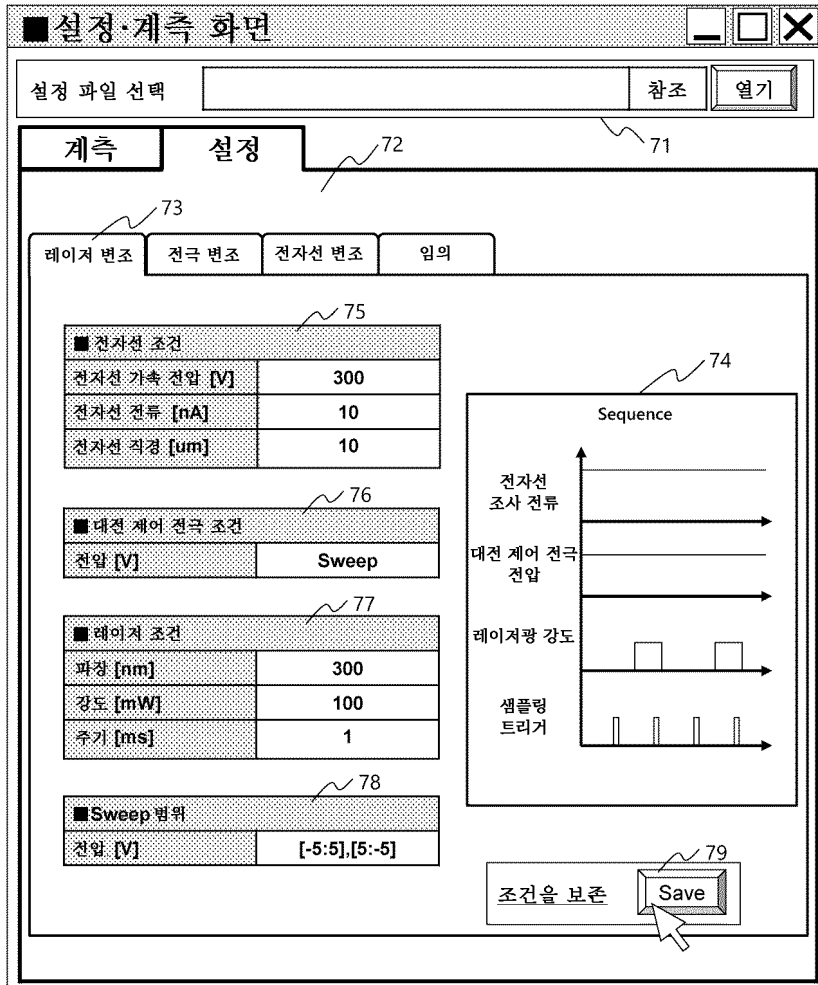 ■설정·계측 화면
설정 파일 선택 참조 열기
71
계측 설정
72
73
레이저 변조 전극 변조 전자선 변조 임의
75
■전자선 조건
전자선 가속 전압 [V] 300
전자선 전류 [nA] 10
전자선 직경 [um] 10
76
■대전 제어 전극 조건
전압 [V] Sweep
77
■레이저 조건
파장 [nm] 300
강도 [mW] 100
주기 [ms] 1
78
■Sweep 범위
전압 [V] [-5:5],[5:-5]
74
Sequence
전자선
조사 전류
대전 제어 전극
전압
레이저광 강도
샘플링
트리거
79
조건을 보존 Save